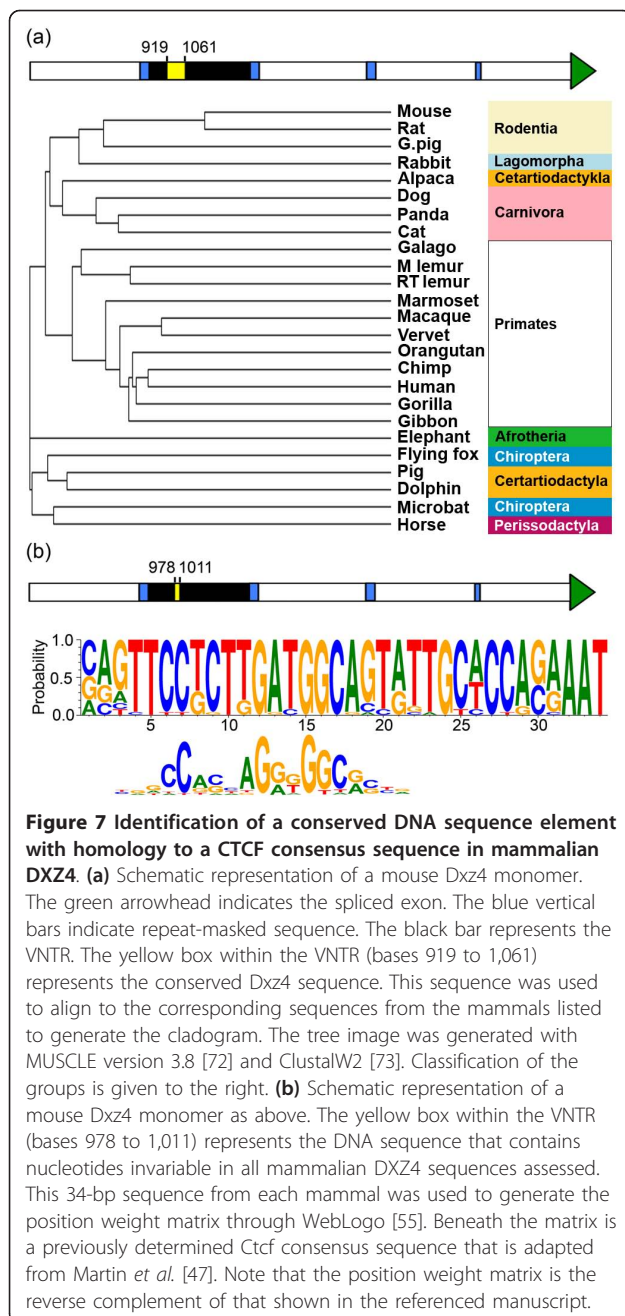 (a)
919 1061
Mouse
Rat
G.pig
Rabbit
Alpaca
Dog
Panda
Cat
Galago
M lemur
RT lemur
Marmoset
Macaque
Vervet
Orangutan
Chimp
Human
Gorilla
Gibbon
Elephant
Flying fox
Pig
Dolphin
Microbat
Horse
Rodentia
Lagomorpha
Cetartiodactykla
Carnivora
Primates
Afrotheria
Chiroptera
Certartiodactyla
Chiroptera
Perissodactyla
(b)
978 1011
Probability
1.0
0.5
0.0
5 10 15 20 25 30
CAGTTCCTCTTGATGGCAGTATTGCACCAGAAAT
Figure 7 Identification of a conserved DNA sequence element
with homology to a CTCF consensus sequence in mammalian
DXZ4. (a) Schematic representation of a mouse Dxz4 monomer.
The green arrowhead indicates the spliced exon. The blue vertical
bars indicate repeat-masked sequence. The black bar represents the
VNTR. The yellow box within the VNTR (bases 919 to 1,061)
represents the conserved Dxz4 sequence. This sequence was used
to align to the corresponding sequences from the mammals listed
to generate the cladogram. The tree image was generated with
MUSCLE version 3.8 [72] and ClustalW2 [73]. Classification of the
groups is given to the right. (b) Schematic representation of a
mouse Dxz4 monomer as above. The yellow box within the VNTR
(bases 978 to 1,011) represents the DNA sequence that contains
nucleotides invariable in all mammalian DXZ4 sequences assessed.
This 34-bp sequence from each mammal was used to generate the
position weight matrix through WebLogo [55]. Beneath the matrix is
a previously determined Ctcf consensus sequence that is adapted
from Martin et al. [47]. Note that the position weight matrix is the
reverse complement of that shown in the referenced manuscript.